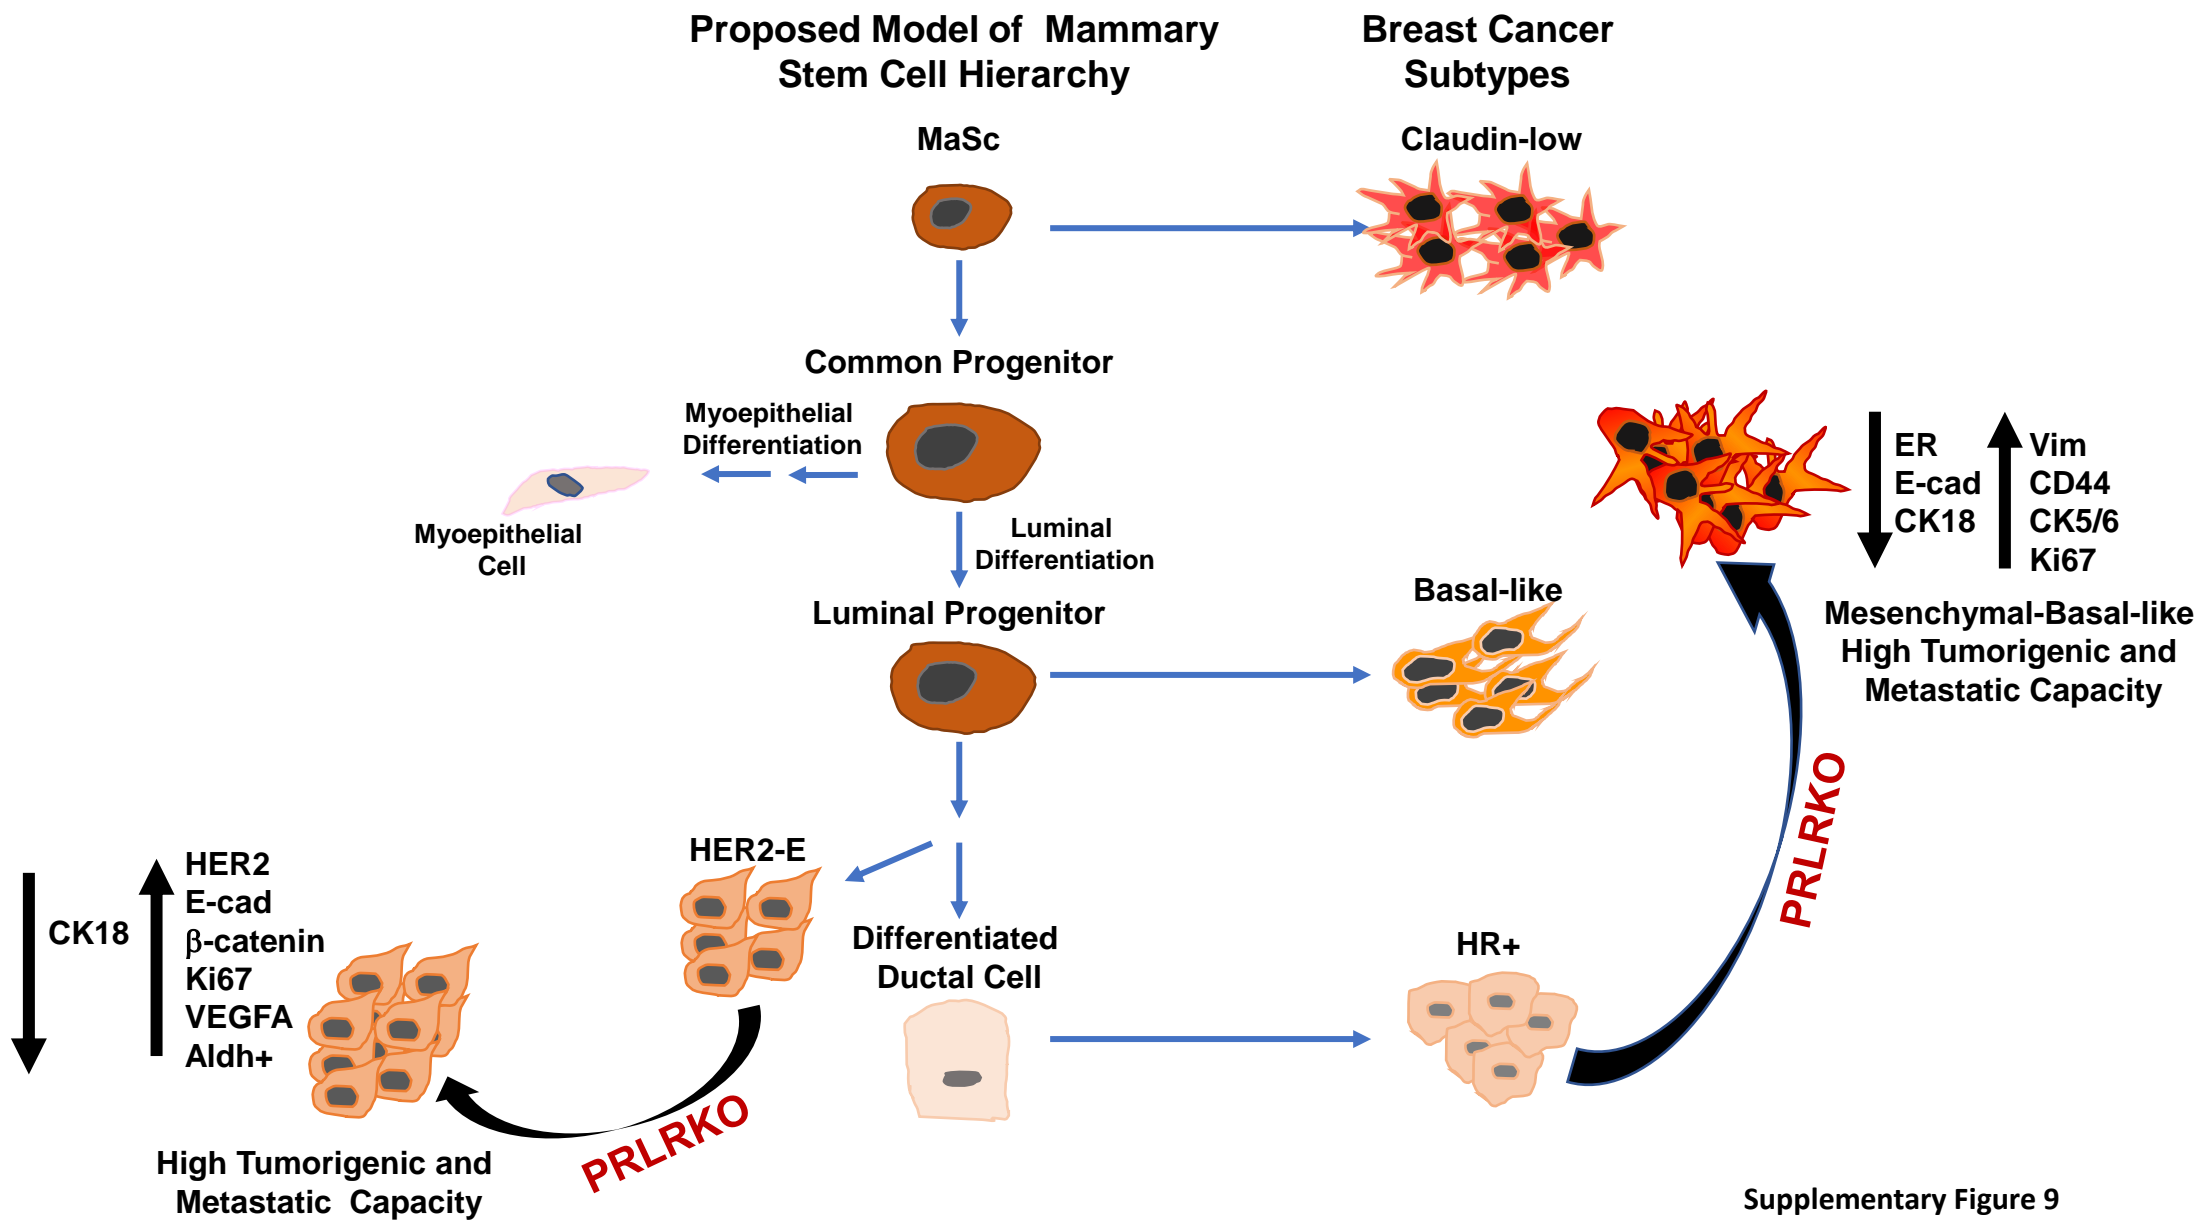 Proposed Model of Mammary
Stem Cell Hierarchy
Breast Cancer
Subtypes
MaSc
Claudin-low
Common Progenitor
Myoepithelial
Differentiation
Myoepithelial
Cell
Luminal
Differentiation
ER
E-cad
CK18
Vim
CD44
CK5/6
Ki67
Mesenchymal-Basal-like
High Tumorigenic and
Metastatic Capacity
Luminal Progenitor
Basal-like
PRLRKO
HER2-E
CK18
HER2
E-cad
β-catenin
Ki67
VEGFA
Aldh+
Differentiated
Ductal Cell
HR+
PRLRKO
High Tumorigenic and
Metastatic Capacity
Supplementary Figure 9